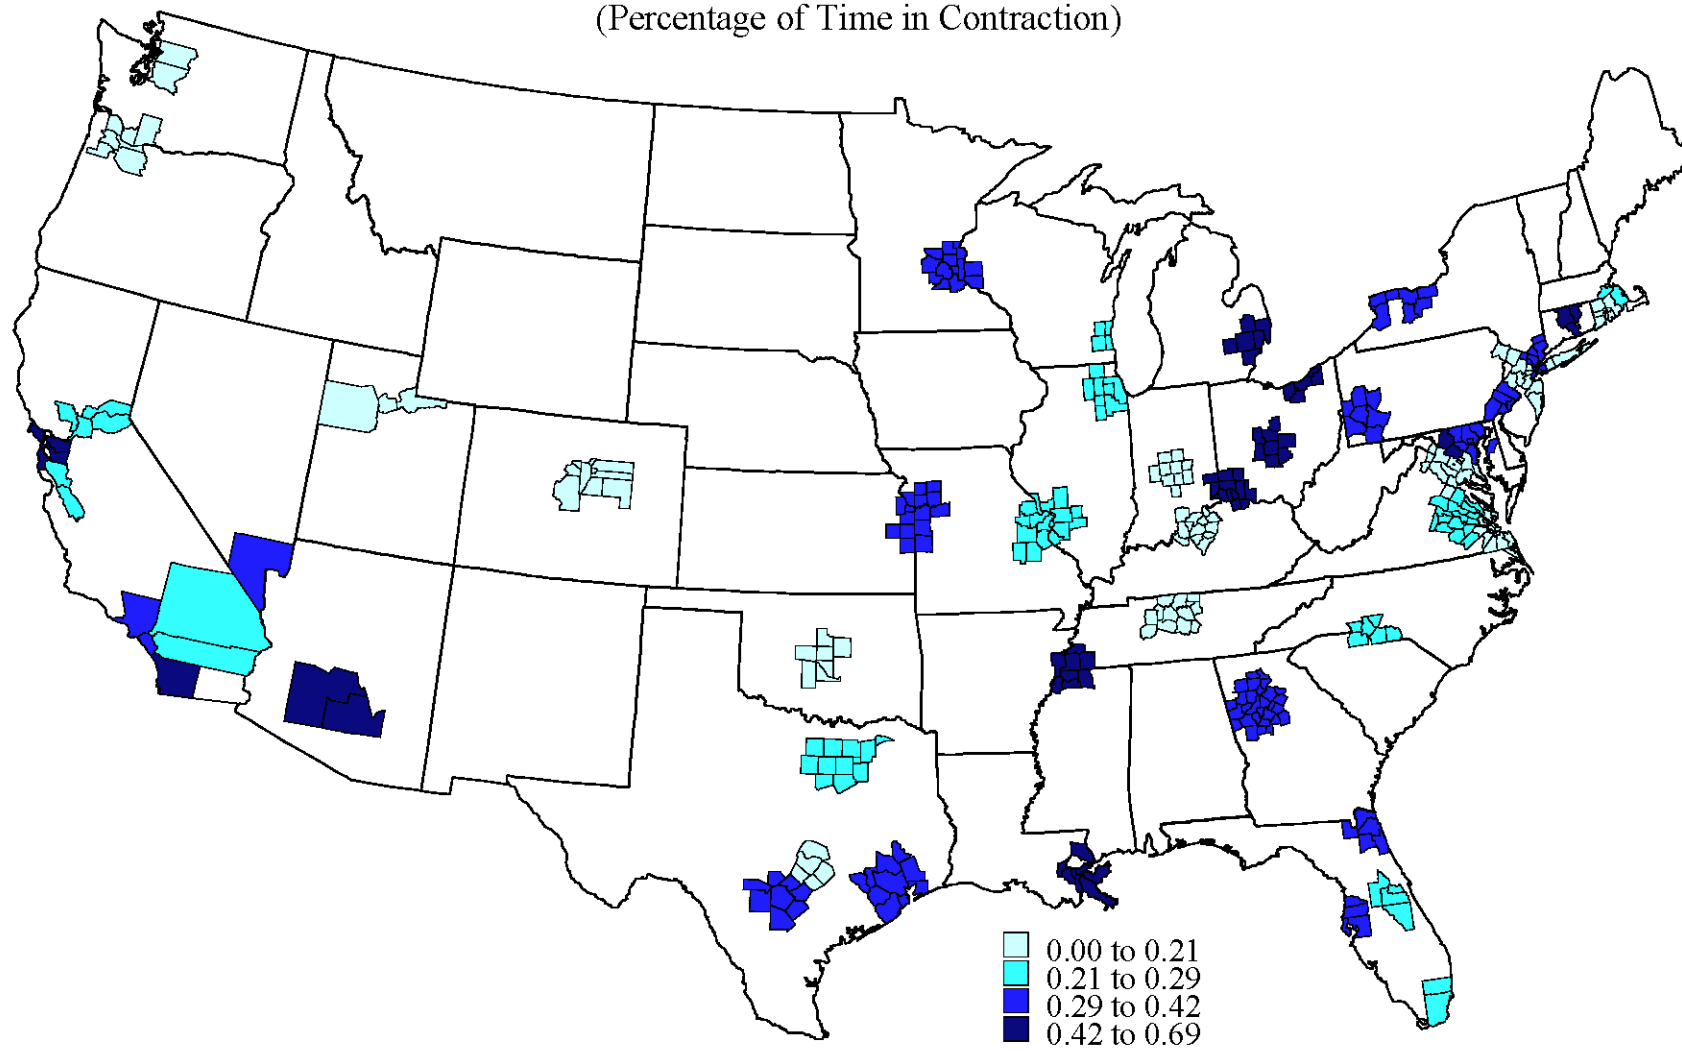 (Percentage of Time in Contraction)
0.00 to 0.21
0.21 to 0.29
0.29 to 0.42
0.42 to 0.69